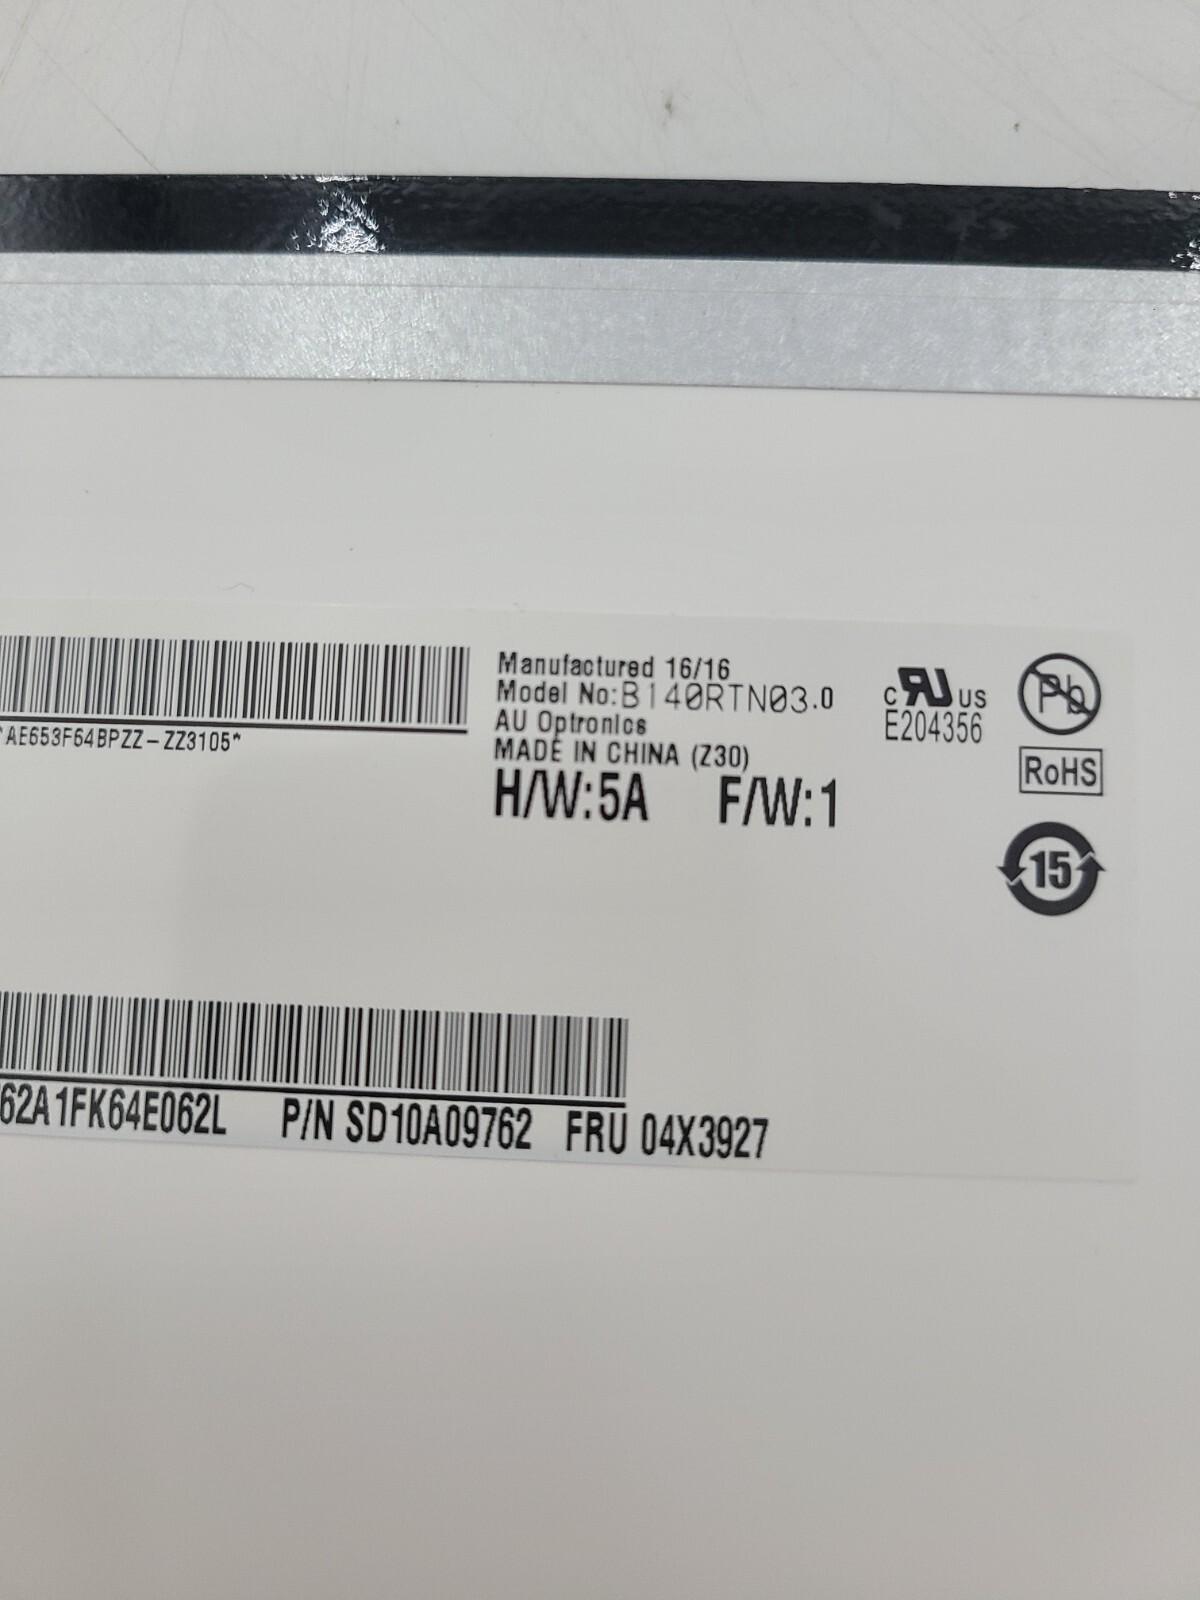 Manufactured 16/16
Model No:B140RTN03.0
AU Optronics
MADE IN CHINA (Z30)
H/W:5A F/W:1
*AE653F64BPZZ-ZZ3105*
c RU US
E204356
Pb
RoHS
15
62A1FK64E062L P/N SD10A09762 FRU 04X3927